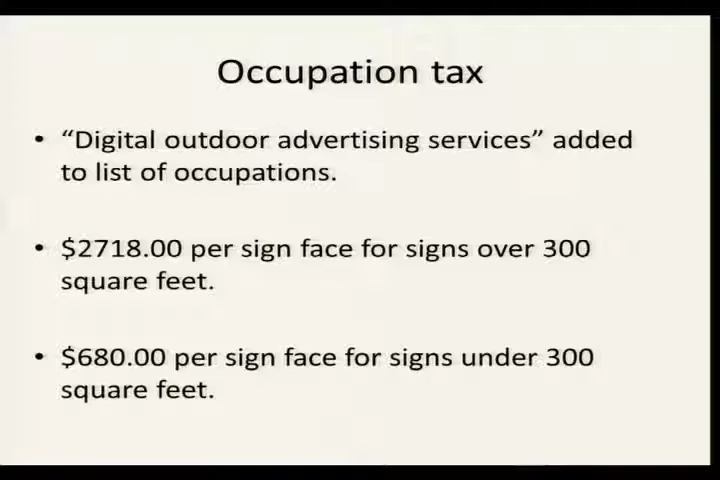 Occupation tax
• “Digital outdoor advertising services” added
to list of occupations.
• $2718.00 per sign face for signs over 300
square feet.
• $680.00 per sign face for signs under 300
square feet.